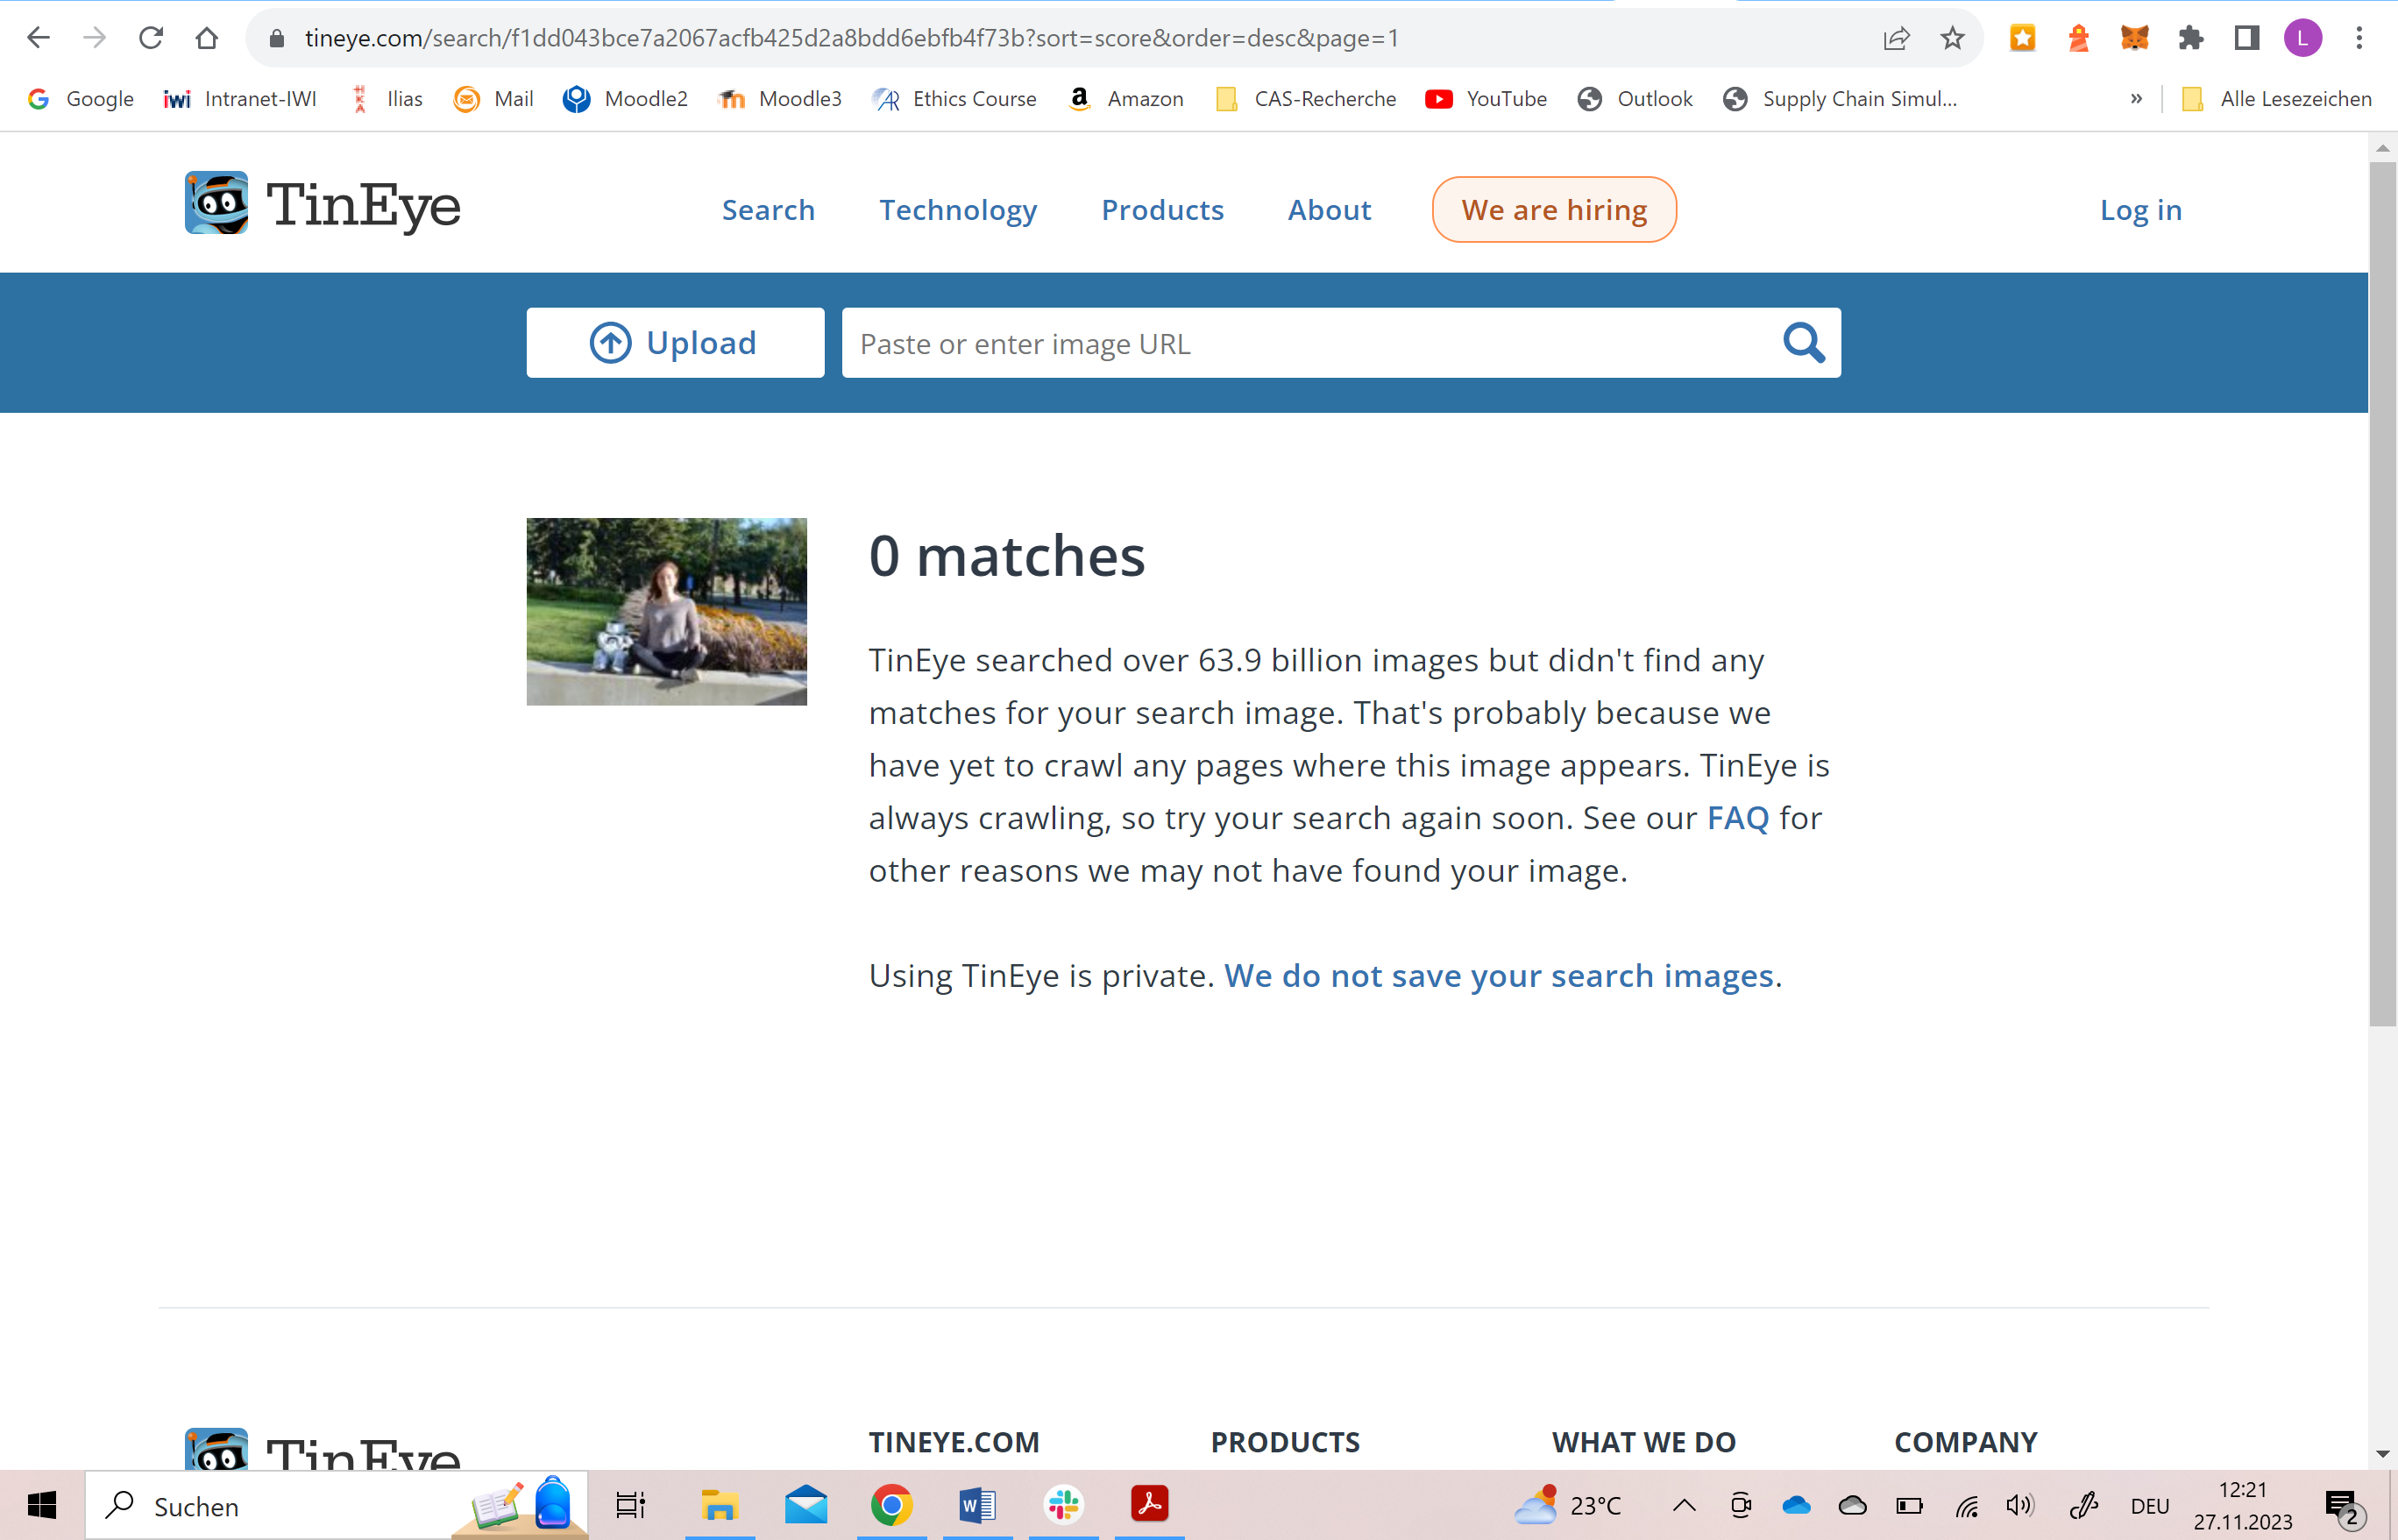 tineye.com/search/f1dd043bce7a2067acfb425d2a8bdd6ebfb4f73b?sort=score&order=desc&page=1
L
Google iwi Intranet-IWI HKA Ilias Mail Moodle2 Moodle3 AR Ethics Course a Amazon CAS-Recherche YouTube Outlook Supply Chain Simul... » Alle Lesezeichen
TinEye Search Technology Products About We are hiring Log in
Upload Paste or enter image URL
0 matches
TinEye searched over 63.9 billion images but didn't find any
matches for your search image. That's probably because we
have yet to crawl any pages where this image appears. TinEye is
always crawling, so try your search again soon. See our FAQ for
other reasons we may not have found your image.
Using TinEye is private. We do not save your search images.
TinEye TINEYE.COM PRODUCTS WHAT WE DO COMPANY
Suchen W 23°C DEU 12:21
27.11.2023 2